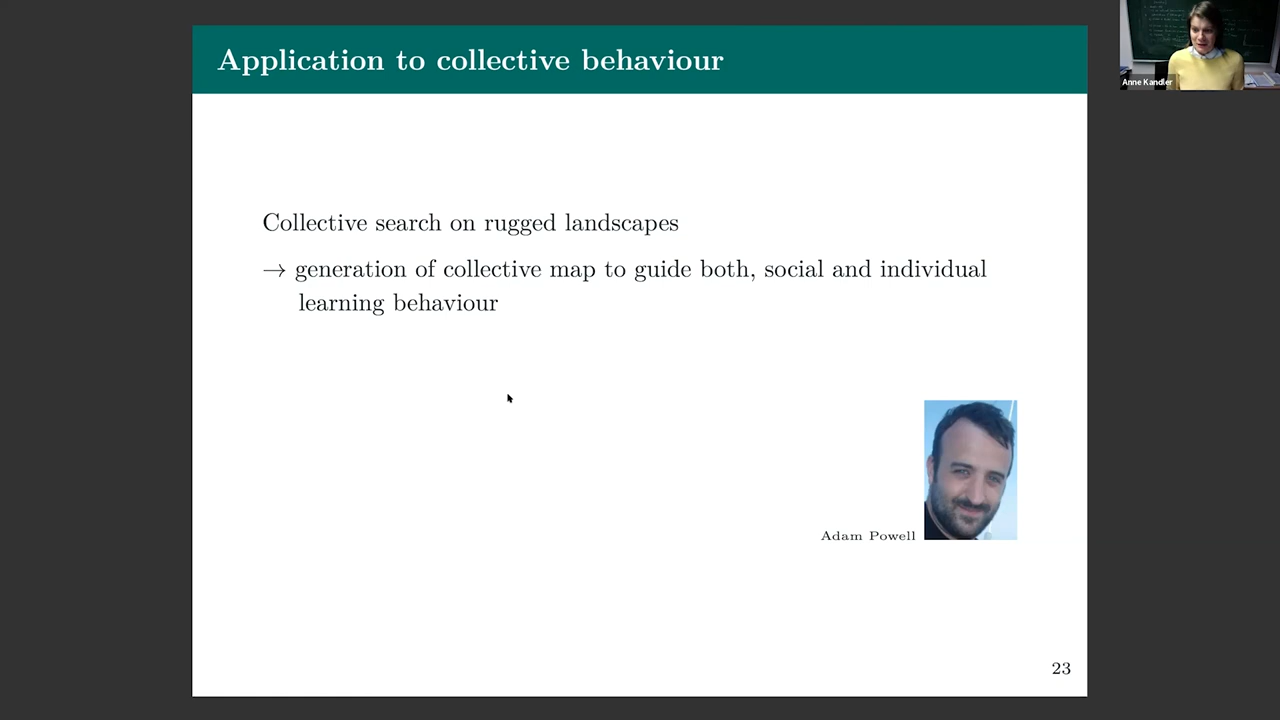 Application to collective behaviour
Anne Kandler
Collective search on rugged landscapes
→ generation of collective map to guide both, social and individual
learning behaviour
Adam Powell
23